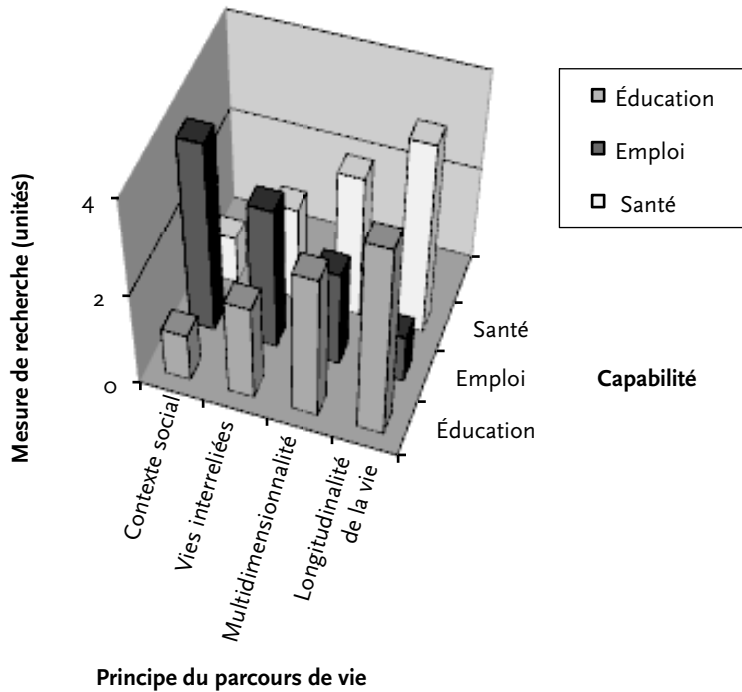 Éducation
Emploi
Santé
Mesure de recherche (unités)
4
2
0
Santé
Emploi
Éducation
Capabilité
Contexte social
Vies interreliées
Multidimensionnalité
Longitudinalité
de la vie
Principe du parcours de vie